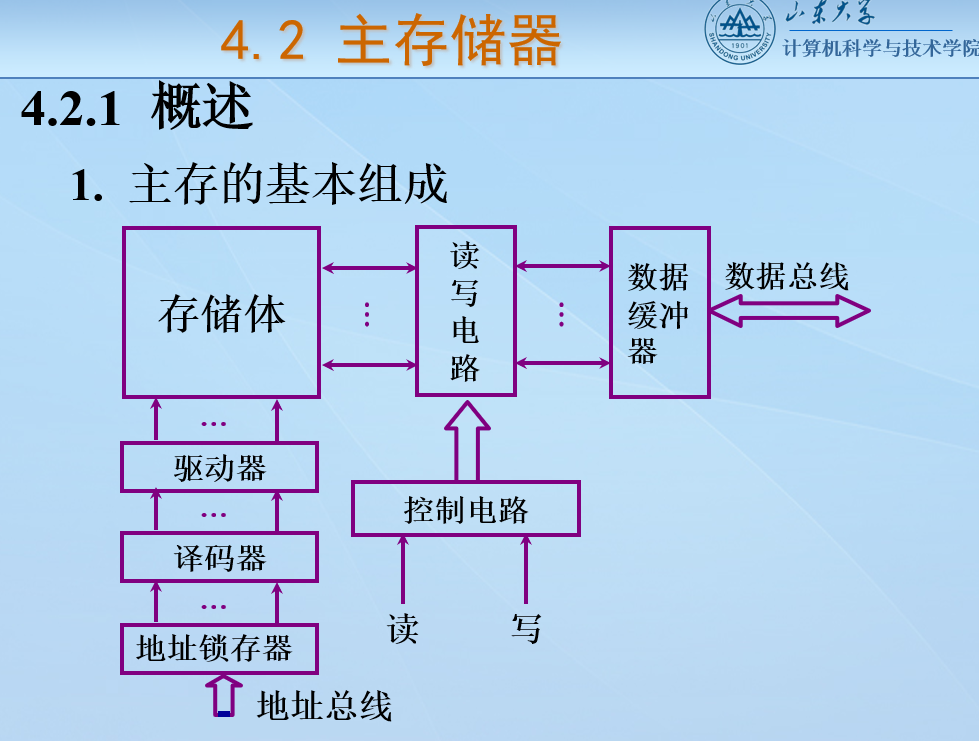 4.2 主存储器
山东大学
计算机科学与技术学院
SHANDONG UNIVERSITY
1901
4.2.1 概述
1. 主存的基本组成
存储体
读
写
电
路
数据
缓冲
器
数据总线
...
驱动器
...
译码器
...
地址锁存器
地址总线
控制电路
读
写